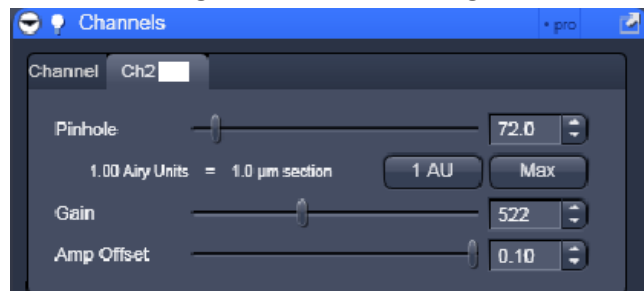 Channels • pro
Channel Ch2
Pinhole 72.0
1.00 Airy Units = 1.0 µm section 1 AU Max
Gain 522
Amp Offset 0.10